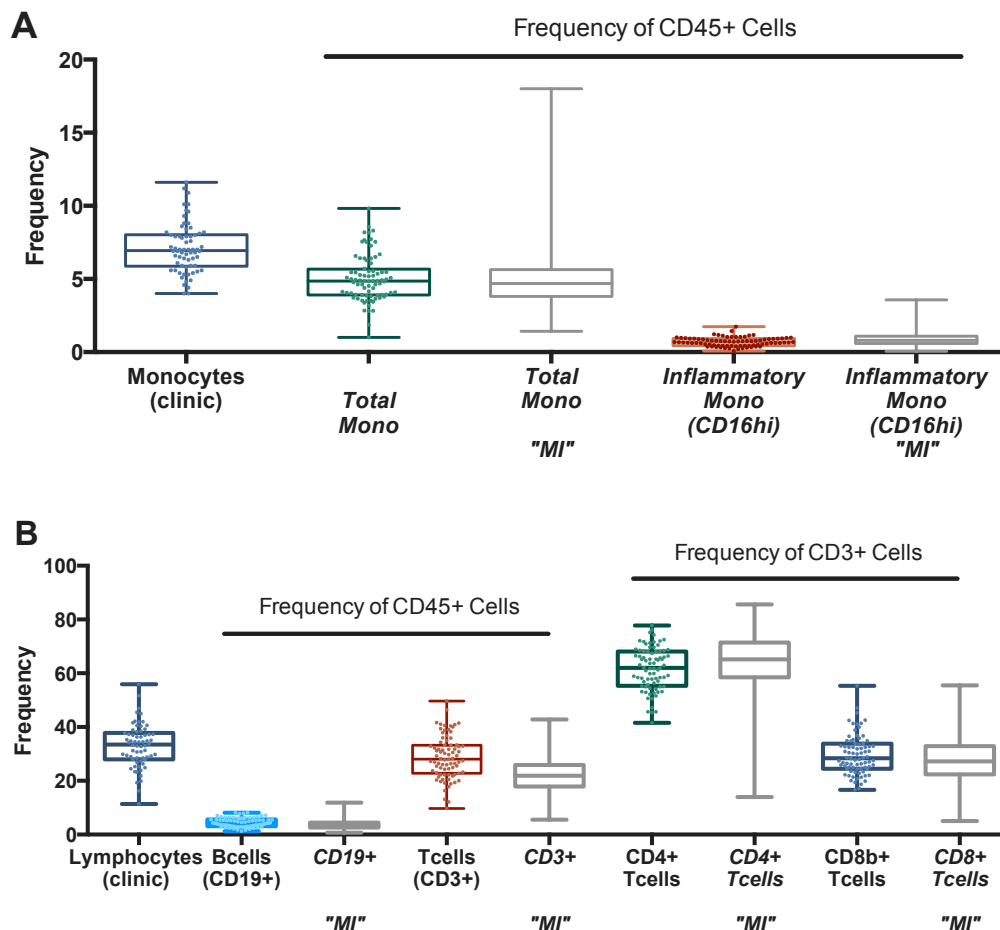 A
Frequency of CD45+ Cells
Frequency
20
15
10
5
0
Monocytes
(clinic)
Total
Mono
Total
Mono
"MI"
Inflammatory
Mono
(CD16hi)
Inflammatory
Mono
(CD16hi)
"MI"
B
Frequency of CD3+ Cells
Frequency of CD45+ Cells
Frequency
100
80
60
40
20
0
Lymphocytes
(clinic)
Bcells
(CD19+)
CD19+
"MI"
Tcells
(CD3+)
CD3+
"MI"
CD4+
Tcells
CD4+
Tcells
"MI"
CD8b+
Tcells
CD8+
Tcells
"MI"